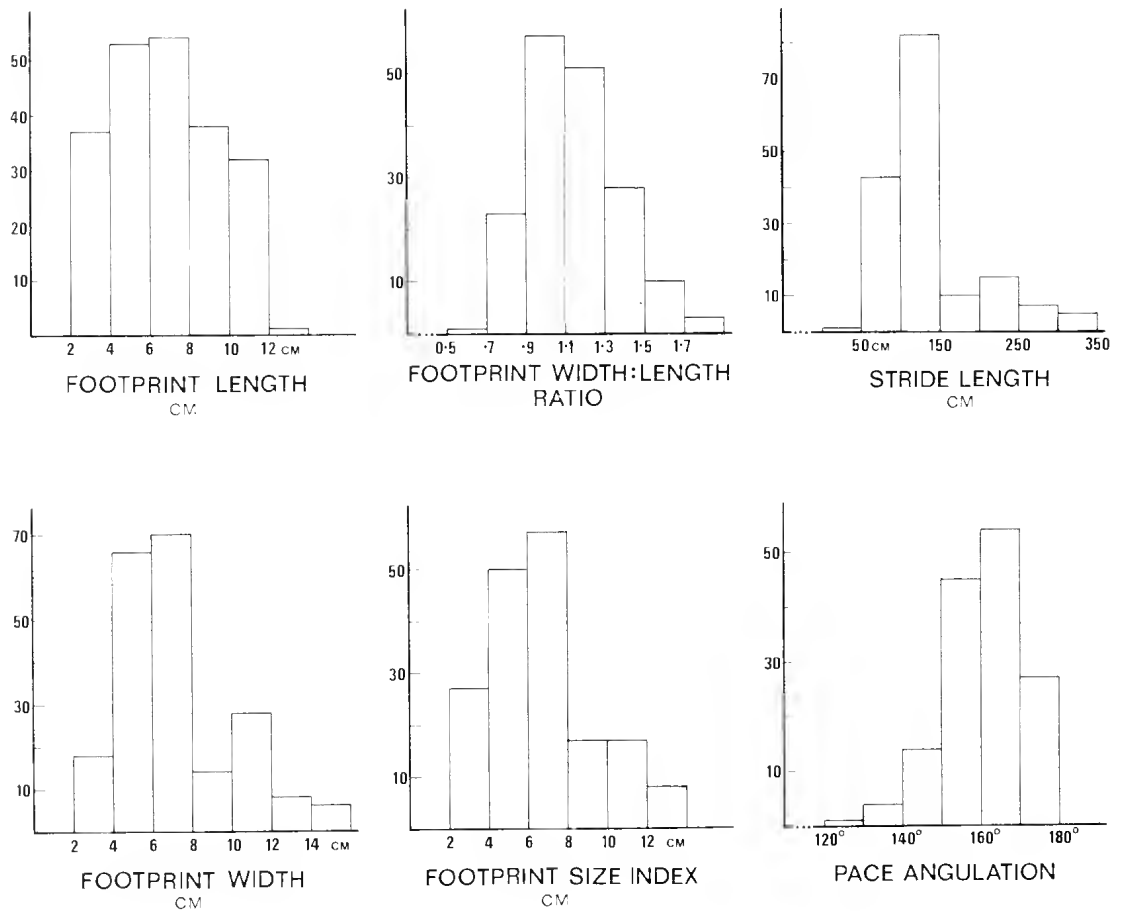 50
40
30
20
10
2 4 6 8 10 12 CM
FOOTPRINT LENGTH
CM
50
30
10
0·5 ·7 ·9 1·1 1·3 1·5 1·7
FOOTPRINT WIDTH:LENGTH
RATIO
70
50
30
10
50CM 150 250 350
STRIDE LENGTH
CM
70
50
30
10
2 4 6 8 10 12 14 CM
FOOTPRINT WIDTH
CM
50
30
10
2 4 6 8 10 12 CM
FOOTPRINT SIZE INDEX
CM
50
30
10
120° 140° 160° 180°
PACE ANGULATION